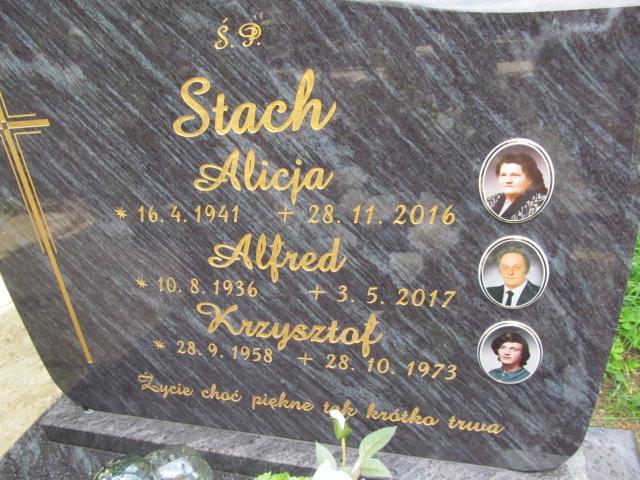 Ś. P.
Stach
Alicja
* 16. 4. 1941 + 28. 11. 2016
Alfred
* 10. 8. 1936 + 3. 5. 2017
Krzysztof
* 28. 9. 1958 + 28. 10. 1973
Życie choć piękne tak krótko trwa